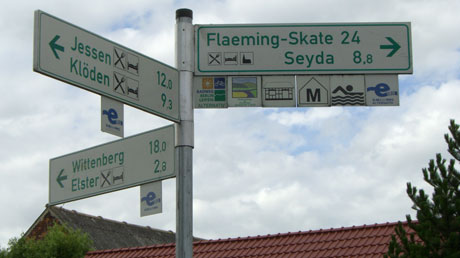 Jessen
Klöden
12.0
9.3
Flaeming-Skate 24
Seyda 8.8
M
Wittenberg 18.0
Elster 2.8